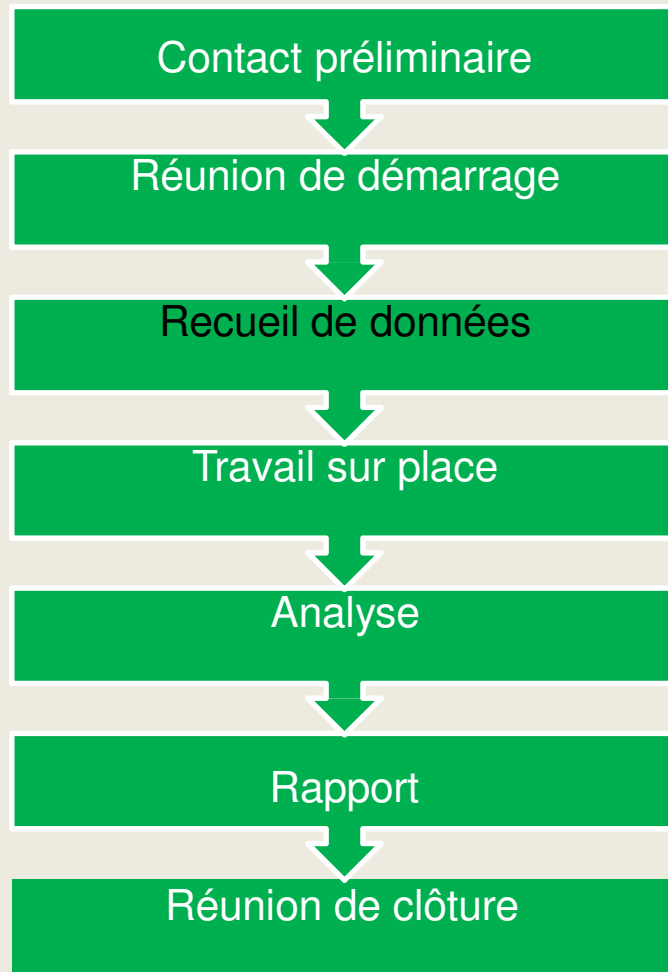 Contact préliminaire
Réunion de démarrage
Recueil de données
Travail sur place
Analyse
Rapport
Réunion de clôture